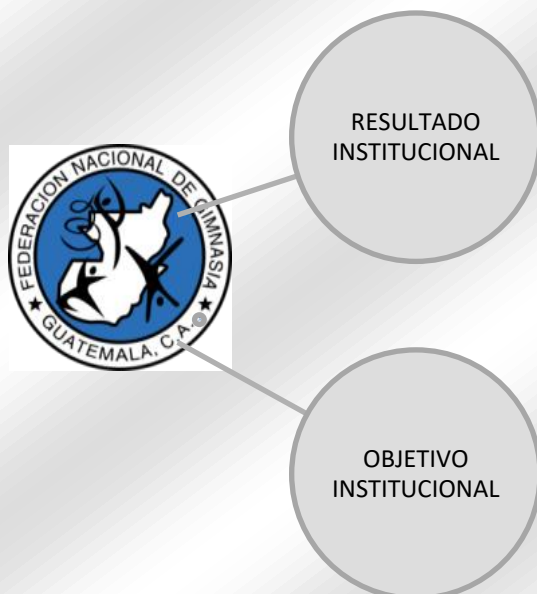 RESULTADO
INSTITUCIONAL
FEDERACION NACIONAL DE GIMNASIA
GUATEMALA, C.A.
OBJETIVO
INSTITUCIONAL